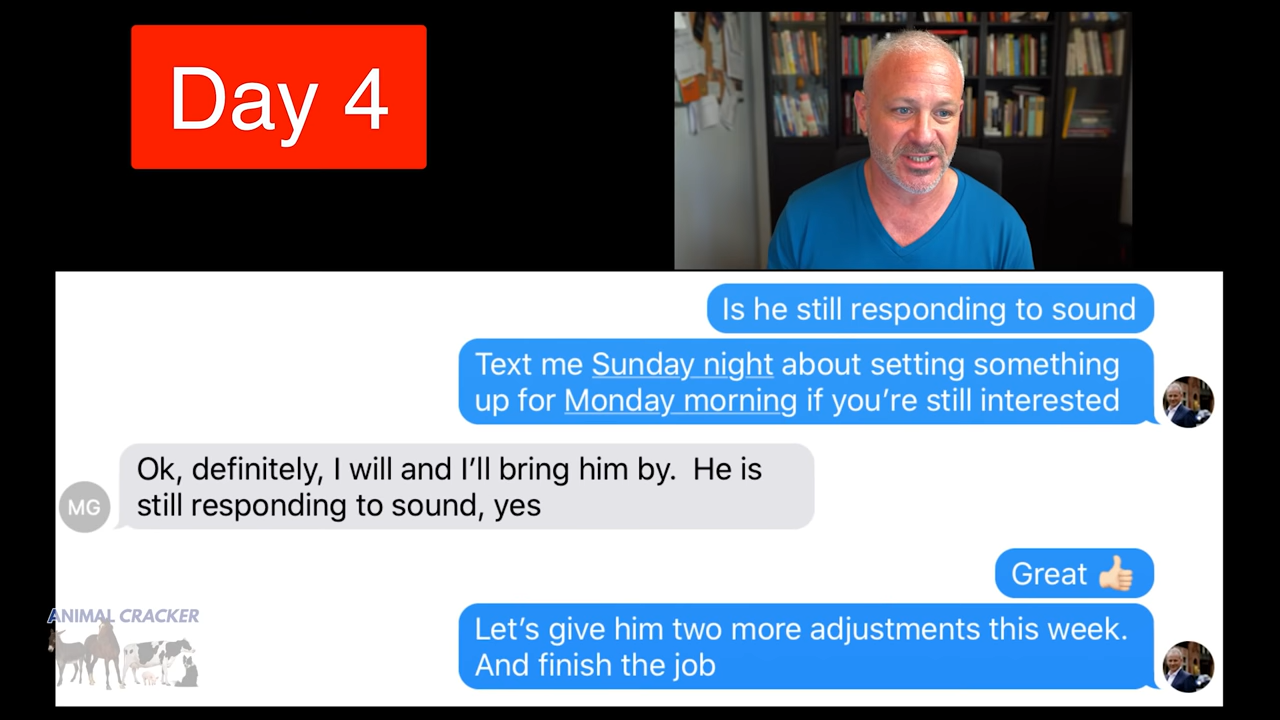 Day 4
Is he still responding to sound
Text me Sunday night about setting something
up for Monday morning if you’re still interested
Ok, definitely, I will and I’ll bring him by.  He is
still responding to sound, yes
MG
Great 👍🏻
Let’s give him two more adjustments this week.
And finish the job
ANIMAL CRACKER